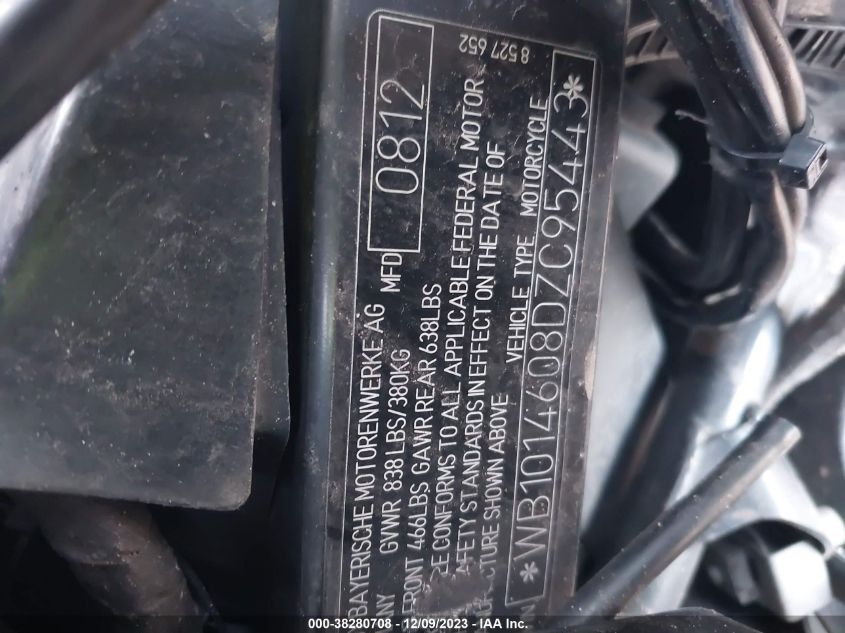 BAYERISCHE MOTORENWERKE AG MFD 0812
GVWR 838 LBS/380KG
FRONT 466LBS GAWR REAR 638LBS
CONFORMS TO ALL APPLICABLE FEDERAL MOTOR
STANDARDS IN EFFECT ON THE DATE OF
SHOWN ABOVE VEHICLE TYPE MOTORCYCLE
*WB1014608DZC95443*
8 527 652
000-38280708 - 12/09/2023 - IAA Inc.